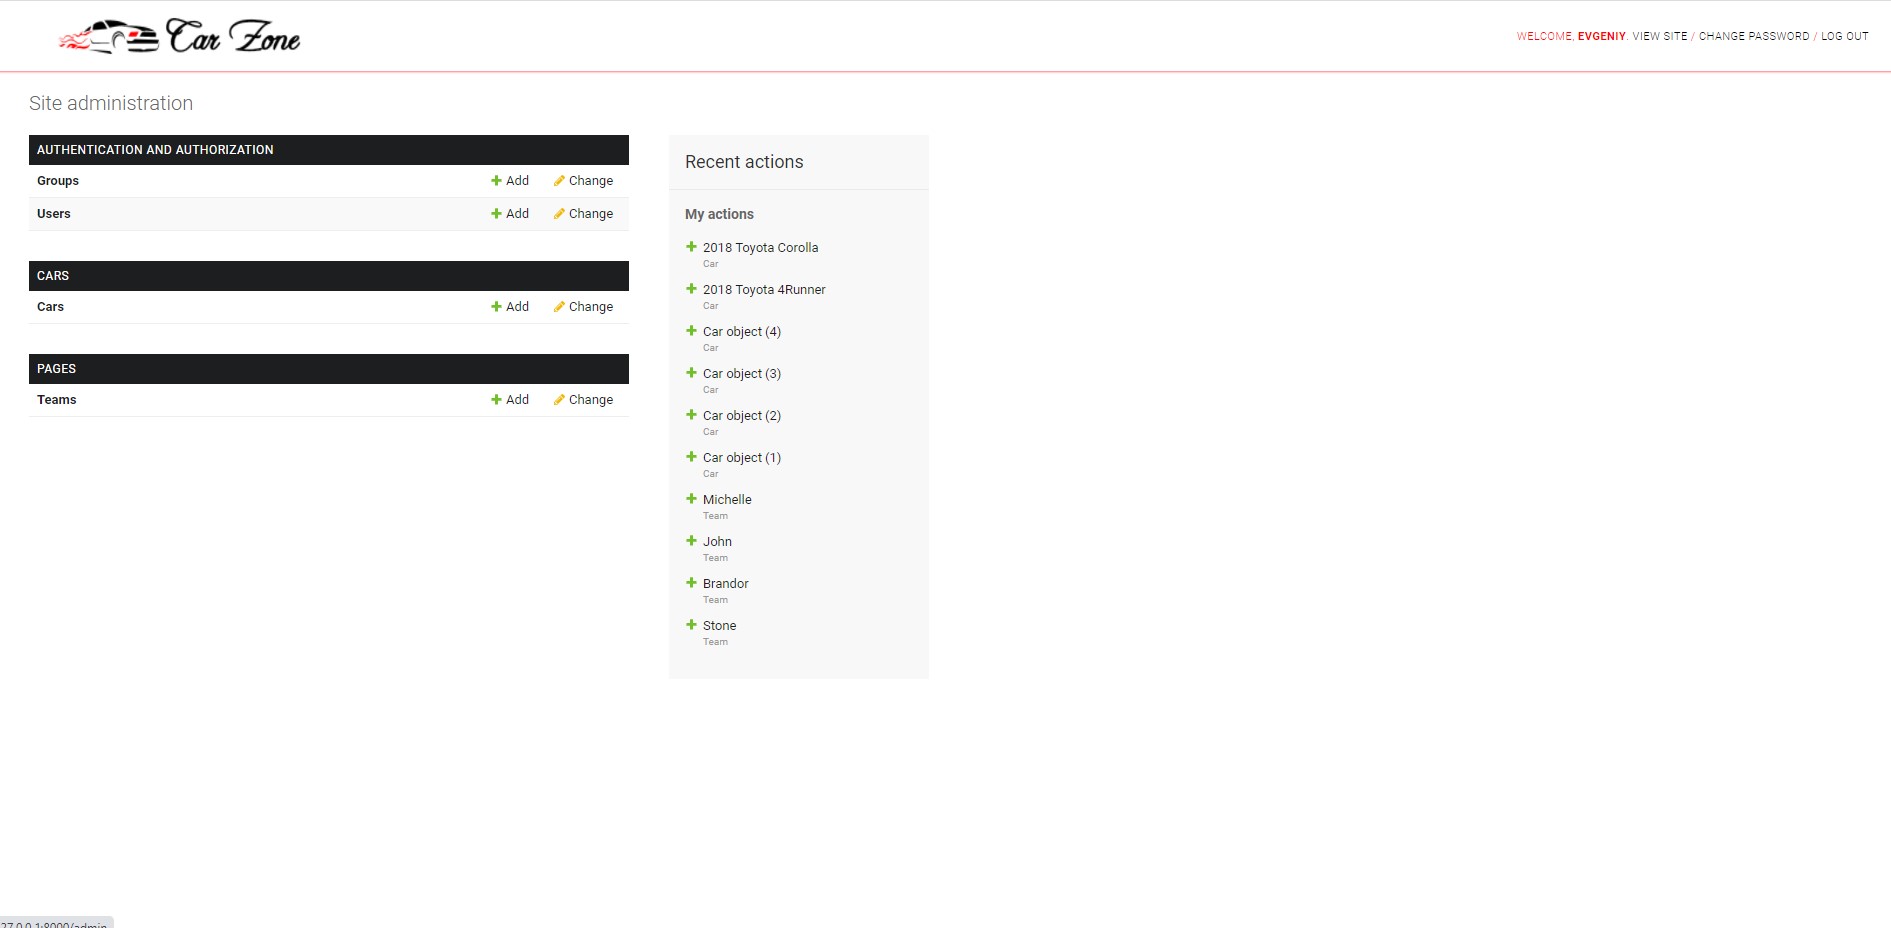 Car Zone
WELCOME, EVGENIY. VIEW SITE / CHANGE PASSWORD / LOG OUT
Site administration
AUTHENTICATION AND AUTHORIZATION
Groups Add Change
Users Add Change
CARS
Cars Add Change
PAGES
Teams Add Change
Recent actions
My actions
2018 Toyota Corolla
Car
2018 Toyota 4Runner
Car
Car object (4)
Car
Car object (3)
Car
Car object (2)
Car
Car object (1)
Car
Michelle
Team
John
Team
Brandor
Team
Stone
Team
27.0.0.1:8000/admin